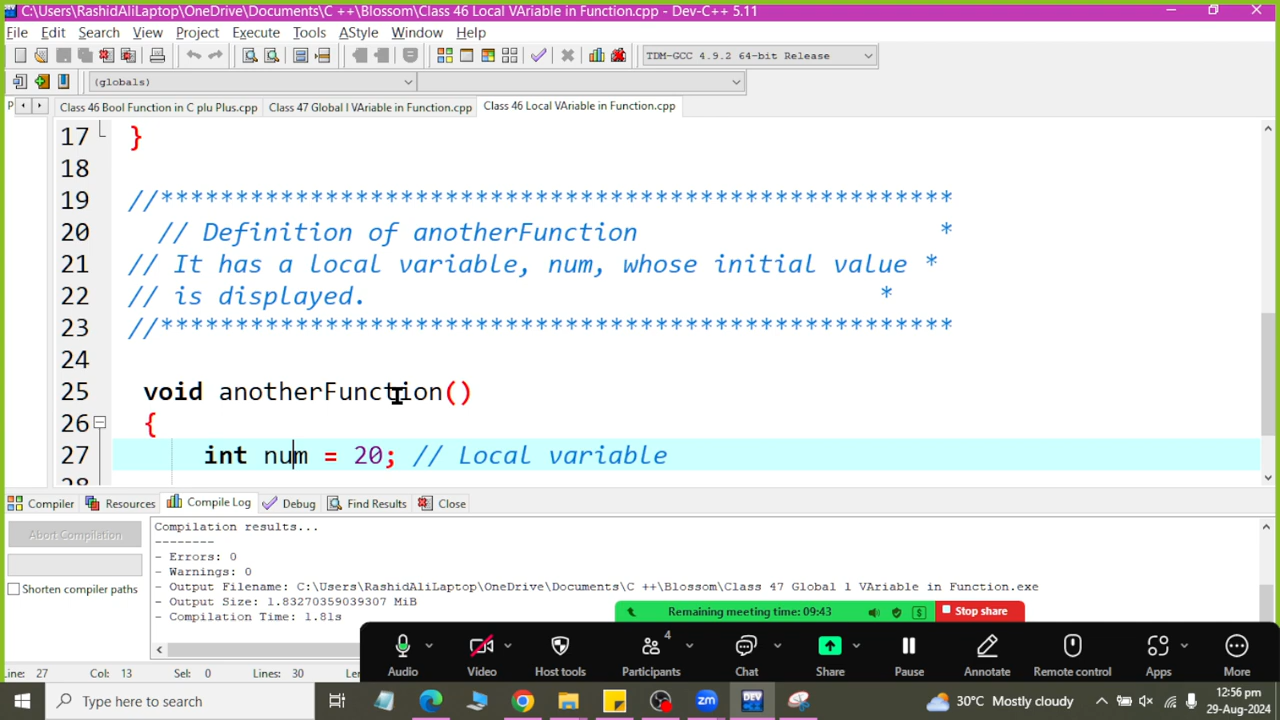 C:\Users\RashidAliLaptop\OneDrive\Documents\C ++\Blossom\Class 46 Local VAriable in Function.cpp - Dev-C++ 5.11
File Edit Search View Project Execute Tools AStyle Window Help
TDM-GCC 4.9.2 64-bit Release
(globals)
P Class 46 Bool Function in C plu Plus.cpp Class 47 Global l VAriable in Function.cpp Class 46 Local VAriable in Function.cpp
17 }
18
19 //*****************************************************
20 // Definition of anotherFunction *
21 // It has a local variable, num, whose initial value *
22 // is displayed. *
23 //*****************************************************
24
25 void anotherFunction()
26 {
27 int num = 20; // Local variable
28
Compiler Resources Compile Log Debug Find Results Close
Abort Compilation
Shorten compiler paths
Compilation results...
--------
- Errors: 0
- Warnings: 0
- Output Filename: C:\Users\RashidAliLaptop\OneDrive\Documents\C ++\Blossom\Class 47 Global l VAriable in Function.exe
- Output Size: 1.83270359039307 MiB
- Compilation Time: 1.81s
Remaining meeting time: 09:43 Stop share
4
Audio Video Host tools Participants Chat Share Pause Annotate Remote control Apps More
Line: 27 Col: 13 Sel: 0 Lines: 30
Type here to search
zm
DEV
30°C Mostly cloudy
12:56 pm
29-Aug-2024